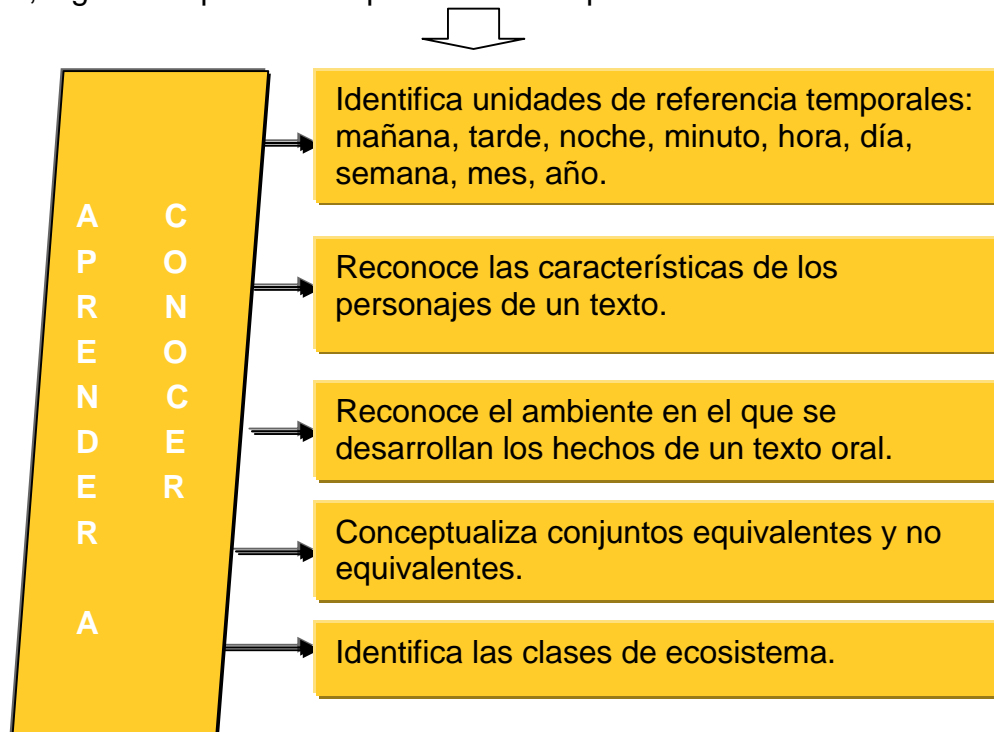 APRENDER A
CONOCER
Identifica unidades de referencia temporales:
mañana, tarde, noche, minuto, hora, día,
semana, mes, año.
Reconoce las características de los
personajes de un texto.
Reconoce el ambiente en el que se
desarrollan los hechos de un texto oral.
Conceptualiza conjuntos equivalentes y no
equivalentes.
Identifica las clases de ecosistema.